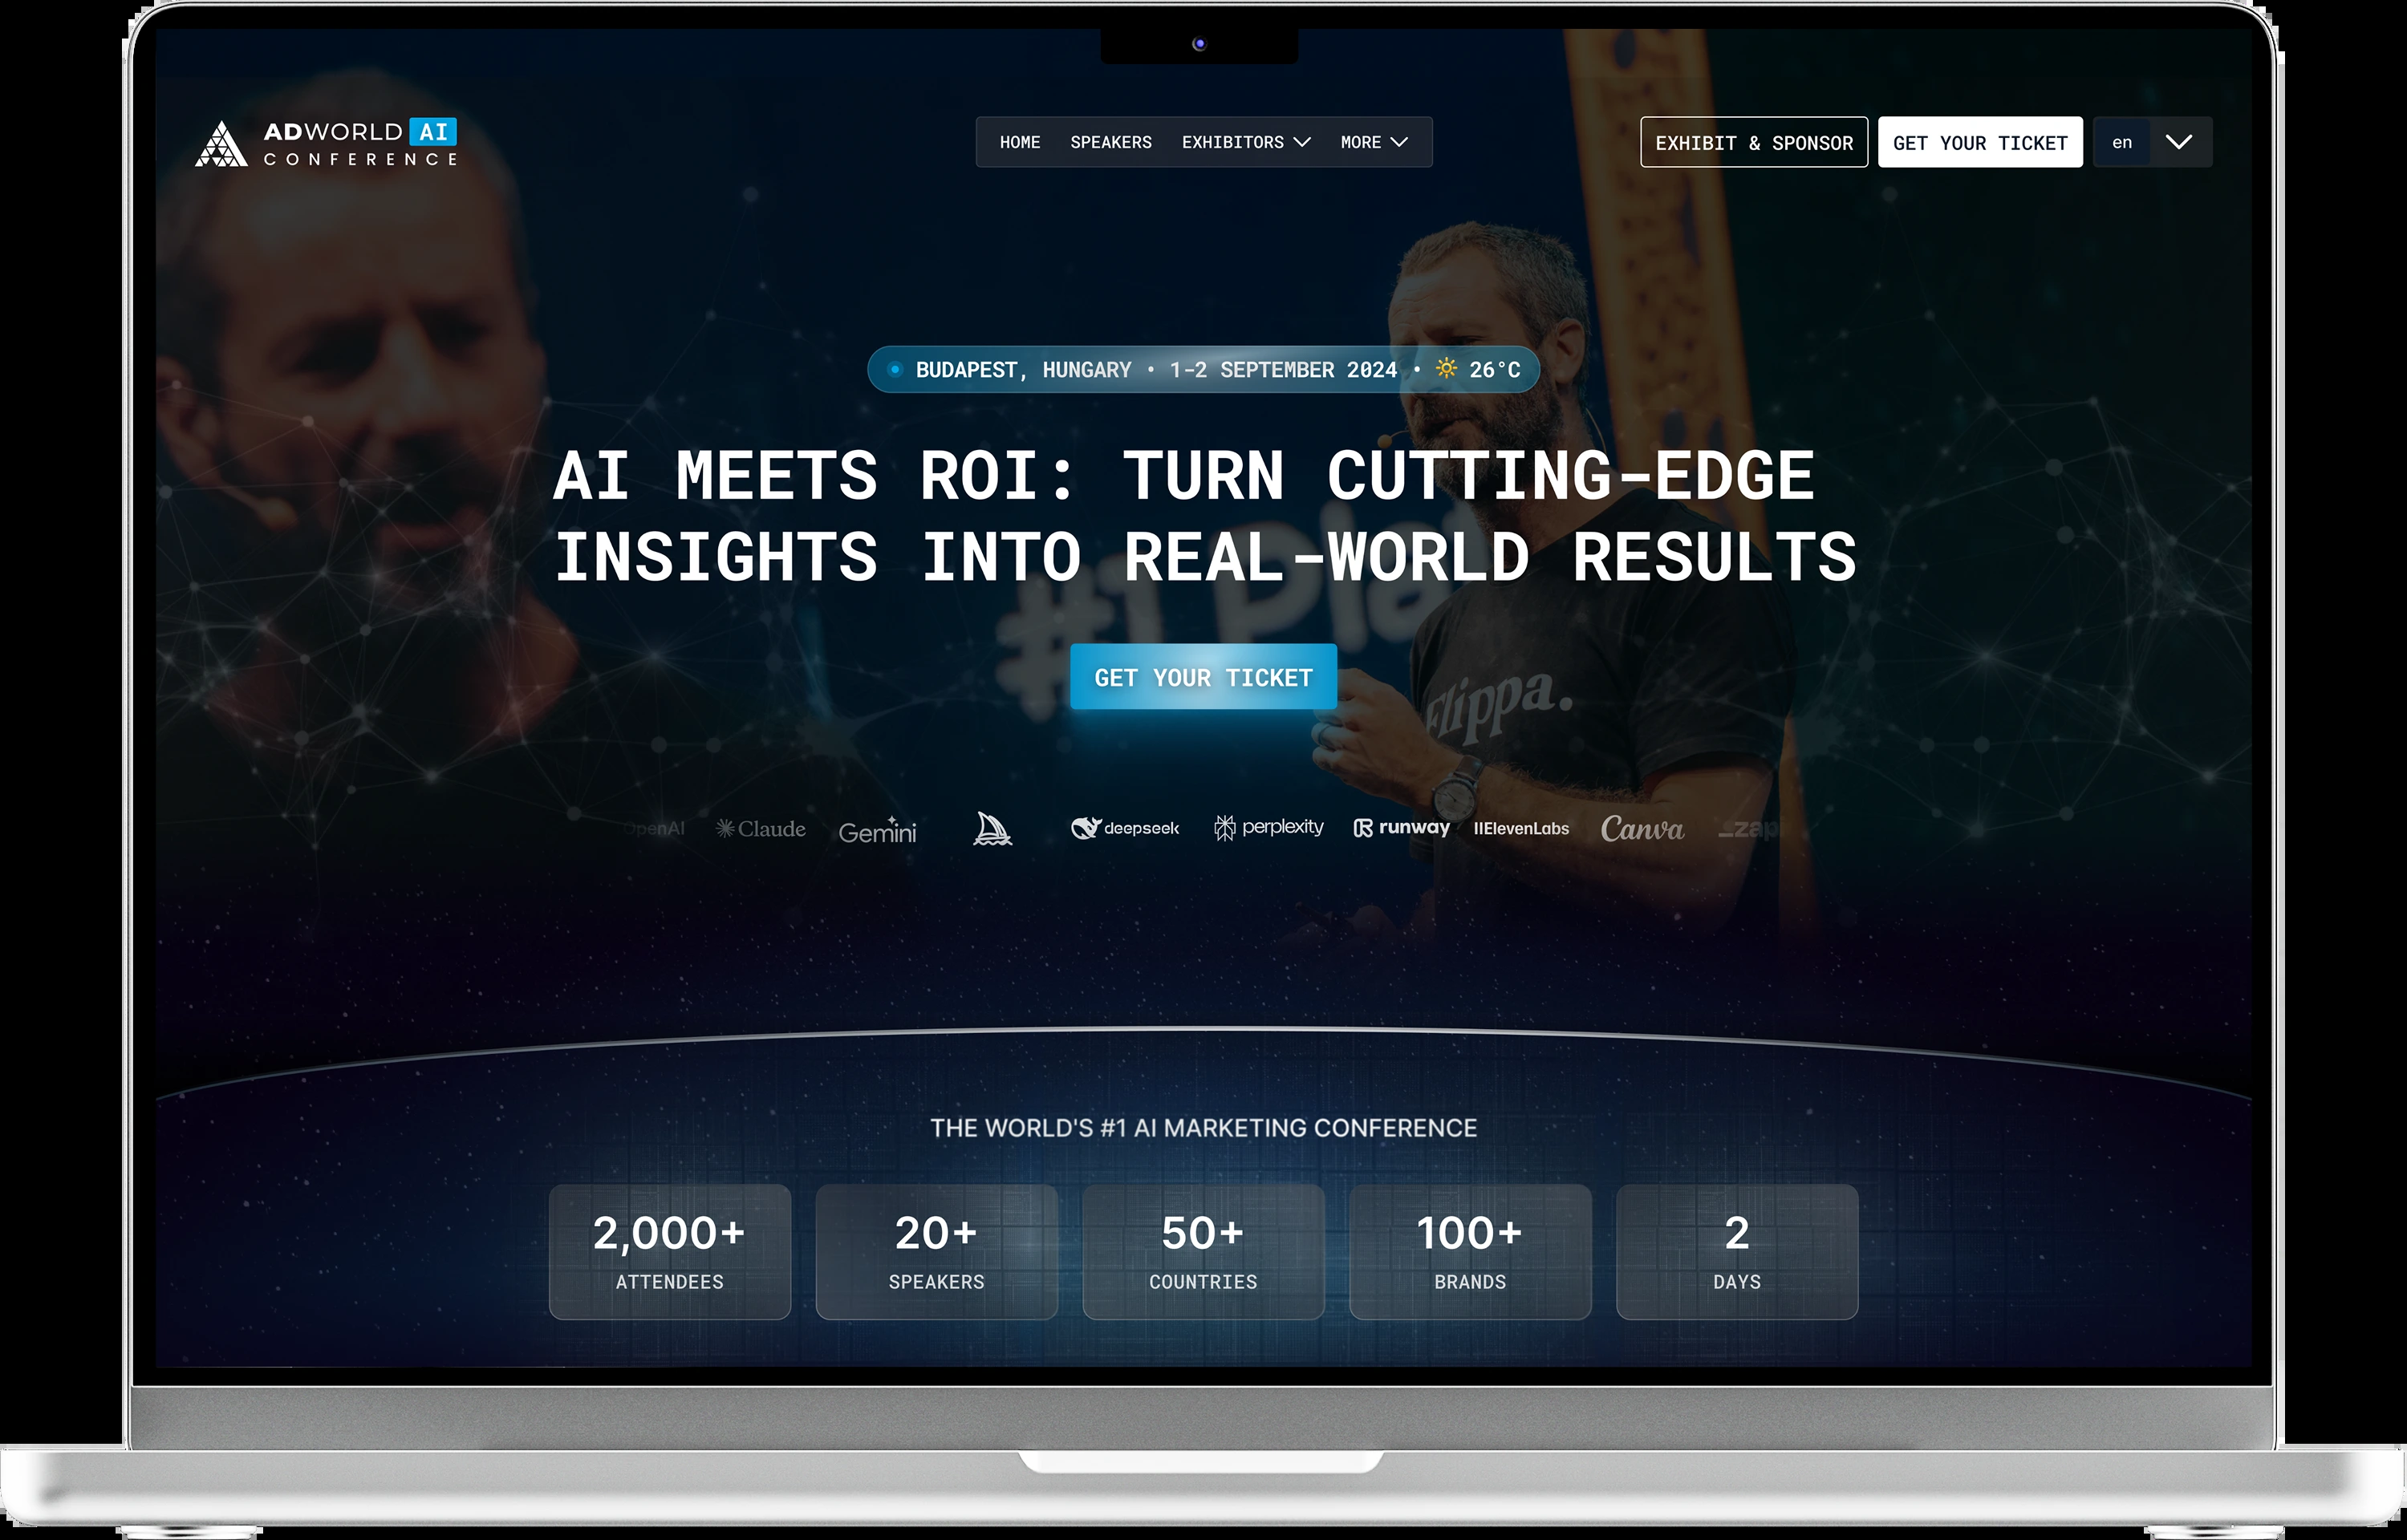 ADWORLD AI
CONFERENCE
HOME SPEAKERS EXHIBITORS MORE
EXHIBIT & SPONSOR
GET YOUR TICKET
en
BUDAPEST, HUNGARY • 1-2 SEPTEMBER 2024 • 26°C
AI MEETS ROI: TURN CUTTING-EDGE
INSIGHTS INTO REAL-WORLD RESULTS
#1 Pla
GET YOUR TICKET
Flippa.
OpenAI Claude Gemini deepseek perplexity runway IIElevenLabs Canva zap
THE WORLD'S #1 AI MARKETING CONFERENCE
2,000+ 20+ 50+ 100+ 2
ATTENDEES SPEAKERS COUNTRIES BRANDS DAYS